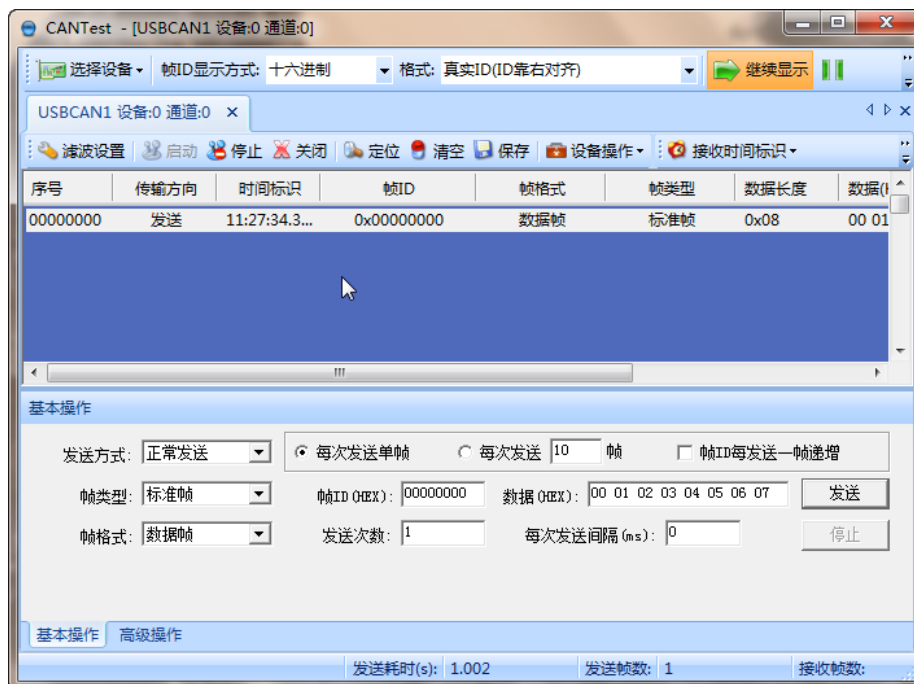 CANTest - [USBCAN1 设备:0 通道:0]
选择设备 帧ID显示方式: 十六进制 格式: 真实ID(ID靠右对齐) 继续显示
USBCAN1 设备:0 通道:0
滤波设置 启动 停止 关闭 定位 清空 保存 设备操作 接收时间标识
序号 传输方向 时间标识 帧ID 帧格式 帧类型 数据长度 数据(H
00000000 发送 11:27:34.3... 0x00000000 数据帧 标准帧 0x08 00 01
基本操作
发送方式: 正常发送 每次发送单帧 每次发送 10 帧 帧ID每发送一帧递增
帧类型: 标准帧 帧ID(HEX): 00000000 数据(HEX): 00 01 02 03 04 05 06 07 发送
帧格式: 数据帧 发送次数: 1 每次发送间隔(ms): 0 停止
基本操作 高级操作
发送耗时(s): 1.002 发送帧数: 1 接收帧数: